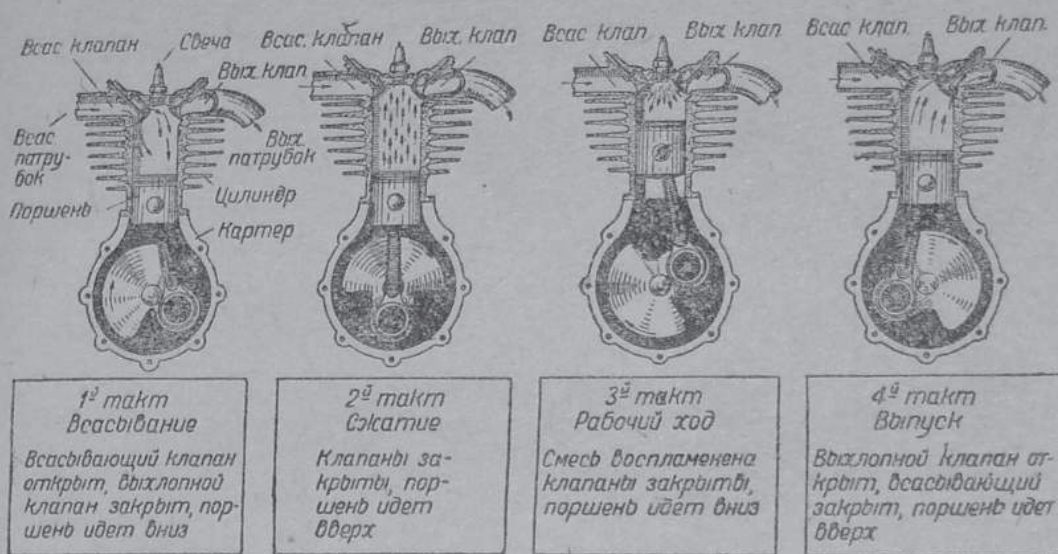 Всас клапан
Свеча
Вых. клап
Всас. патру-
бок
Поршень
Вых. патрубок
Цилиндр
Картер
Всас. клапан
Вых. клап
Всас клап
Вых. клап
Всас клап.
Вых. клап.
1й такт
Всасывание
Всасывающий клапан
открыт, выхлопной
клапан закрыт, пор-
шень идет вниз
2й такт
Сжатие
Клапаны за-
крыты, пор-
шень идет
вверх
3й такт
Рабочий ход
Смесь воспламенена
клапаны закрыты,
поршень идет вниз
4й такт
Выпуск
Выхлопной клапан от-
крыт, всасывающий
закрыт, поршень идет
вверх